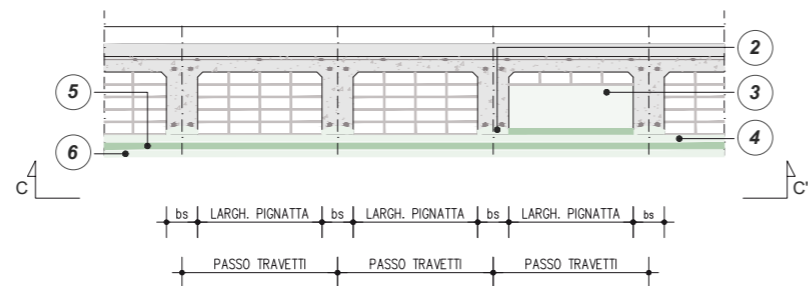 2
5
3
4
6
C
C'
bs LARGH. PIGNATTA bs LARGH. PIGNATTA bs LARGH. PIGNATTA bs
PASSO TRAVETTI PASSO TRAVETTI PASSO TRAVETTI